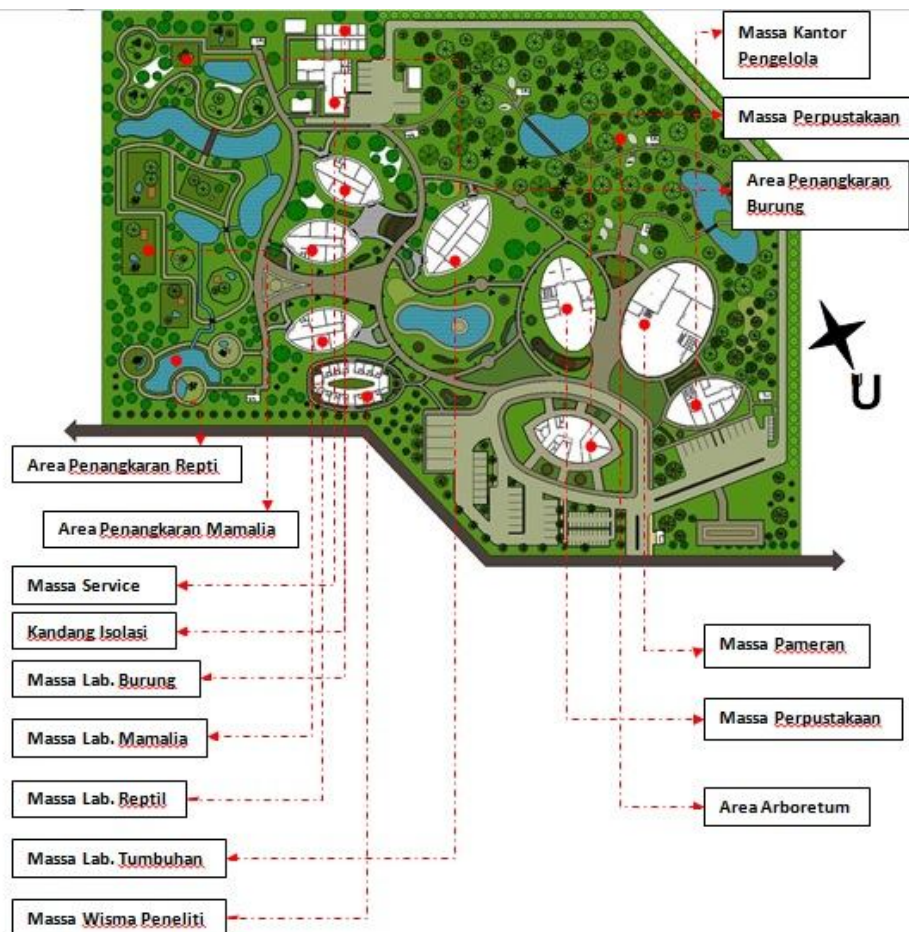 Massa Kantor
Pengelola
Massa Perpustakaan
Area Penangkaran
Burung
U
Area Penangkaran Repti
Area Penangkaran Mamalia
Massa Service
Kandang Isolasi
Massa Lab. Burung
Massa Lab. Mamalia
Massa Lab. Reptil
Massa Lab. Tumbuhan
Massa Wisma Peneliti
Massa Pameran
Massa Perpustakaan
Area Arboretum